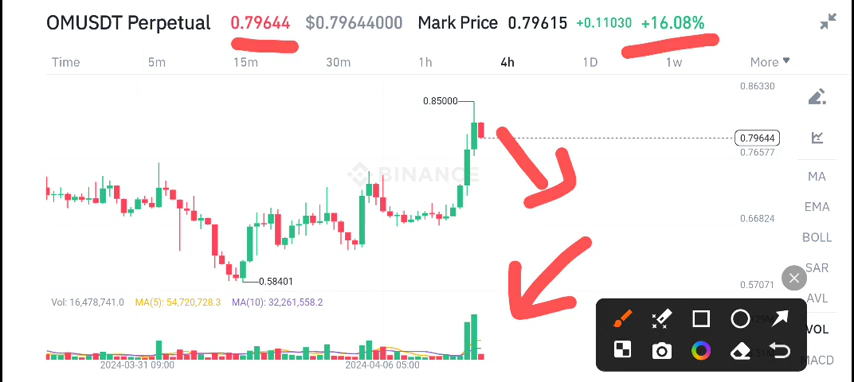 OMUSDT Perpetual 0.79644 $0.79644000 Mark Price 0.79615 +0.11030 +16.08%
Time 5m 15m 30m 1h 4h 1D 1w More
0.86330
0.85000
0.79644
0.76577
BINANCE
MA
EMA
0.66824
BOLL
SAR
0.58401
0.57071
AVL
Vol: 16,478,741.0 MA(5): 54,720,728.3 MA(10): 32,261,558.2
VOL
MACD
2024-03-31 09:00 2024-04-06 05:00